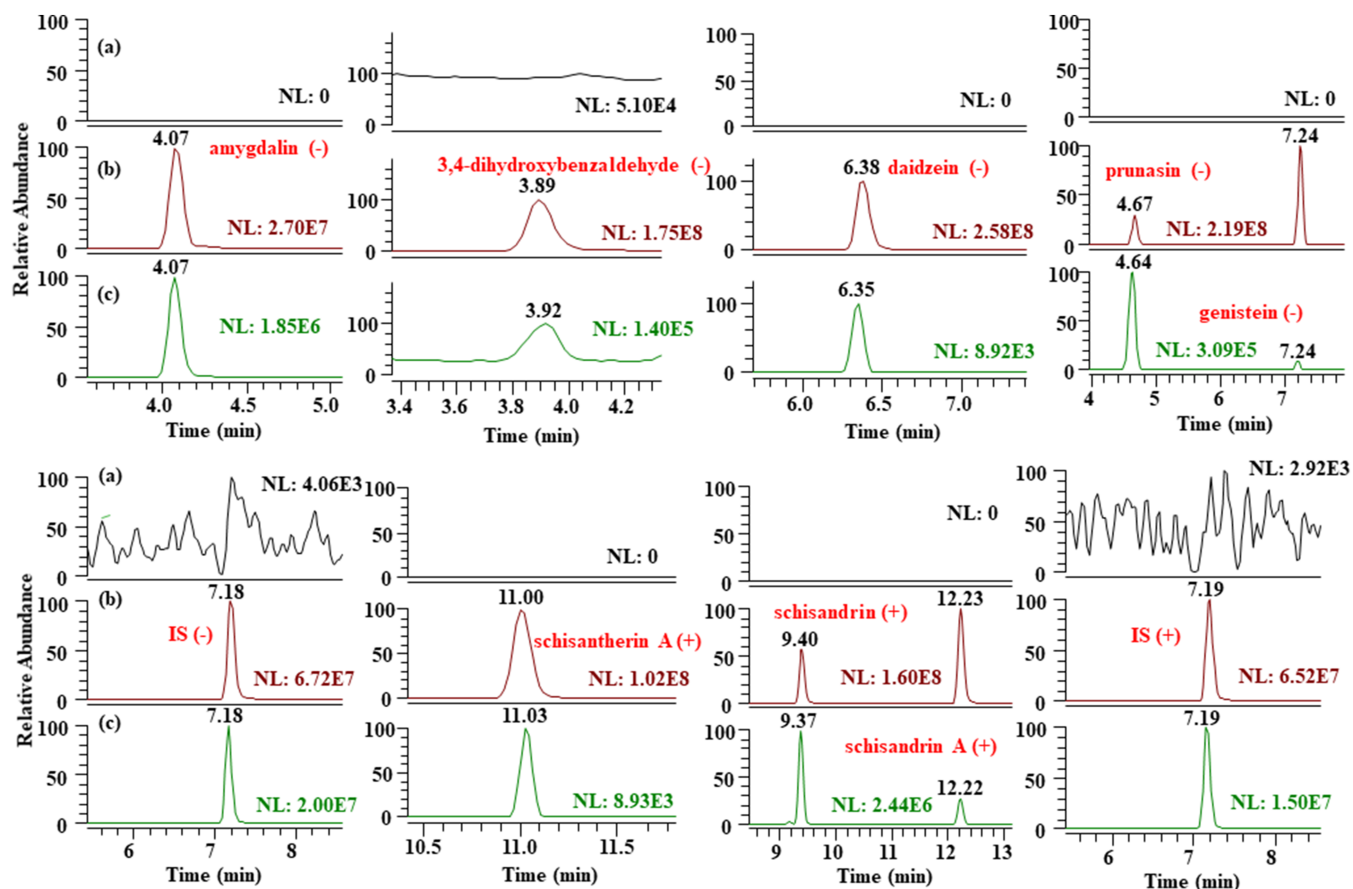 100
(a)
50
NL: 0
0
100
NL: 5.10E4
0
100
50
NL: 0
0
100
50
NL: 0
0
Relative Abundance
100
4.07
amygdalin (-)
(b)
50
NL: 2.70E7
0
3,4-dihydroxybenzaldehyde (-)
100
3.89
NL: 1.75E8
0
100
6.38
daidzein (-)
50
NL: 2.58E8
0
100
7.24
prunasin (-)
4.67
50
NL: 2.19E8
0
100
4.07
(c)
50
NL: 1.85E6
0
4.0
4.5
5.0
Time (min)
3.92
100
NL: 1.40E5
0
3.4
3.6
3.8
4.0
4.2
Time (min)
6.35
100
50
NL: 8.92E3
0
6.0
6.5
7.0
Time (min)
100
4.64
genistein (-)
50
NL: 3.09E5
7.24
0
4
5
6
7
Time (min)
100
(a)
NL: 4.06E3
50
0
100
50
NL: 0
0
100
50
NL: 0
0
100
NL: 2.92E3
50
0
Relative Abundance
100
7.18
(b)
IS (-)
50
NL: 6.72E7
0
100
11.00
schisantherin A (+)
50
NL: 1.02E8
0
100
schisandrin (+)
12.23
9.40
50
NL: 1.60E8
0
100
7.19
IS (+)
50
NL: 6.52E7
0
100
7.18
(c)
50
NL: 2.00E7
0
6
7
8
Time (min)
100
11.03
50
NL: 8.93E3
0
10.5
11.0
11.5
Time (min)
100
9.37
schisandrin A (+)
50
NL: 2.44E6
12.22
0
9
10
11
12
13
Time (min)
100
7.19
50
NL: 1.50E7
0
6
7
8
Time (min)